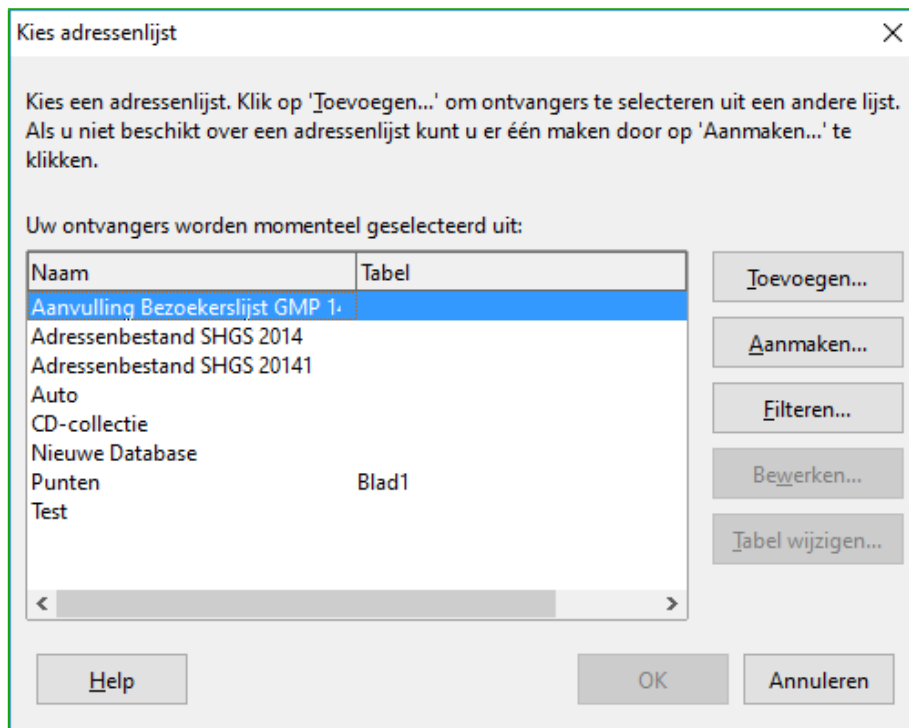 Kies adressenlijst
Kies een adressenlijst. Klik op 'Toevoegen...' om ontvangers te selecteren uit een andere lijst.
Als u niet beschikt over een adressenlijst kunt u er één maken door op 'Aanmaken...' te
klikken.
Uw ontvangers worden momenteel geselecteerd uit:
Naam Tabel
Aanvulling Bezoekerslijst GMP
Adressenbestand SHGS 2014
Adressenbestand SHGS 20141
Auto
CD-collectie
Nieuwe Database
Punten Blad1
Test
Toevoegen...
Aanmaken...
Filteren...
Bewerken...
Tabel wijzigen...
Help OK Annuleren